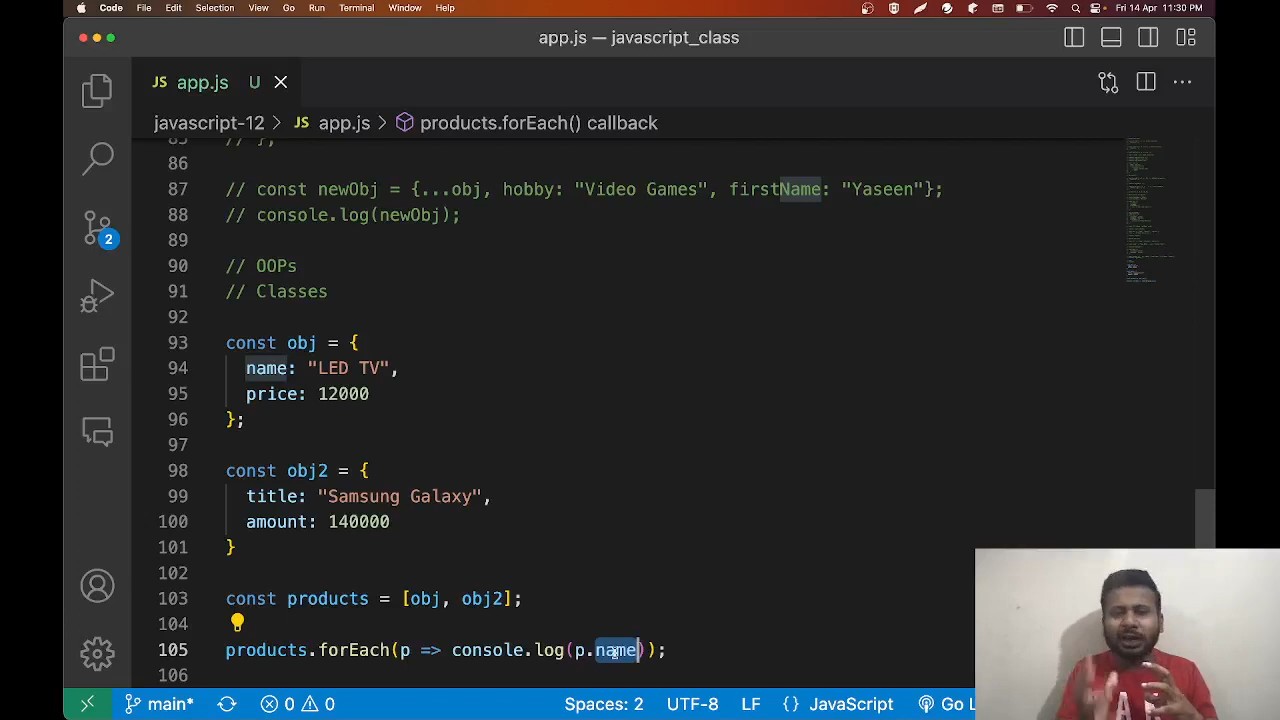 Code File Edit Selection View Go Run Terminal Window Help Fri 14 Apr 11:30 PM
app.js — javascript_class
JS app.js U
javascript-12 > JS app.js > products.forEach() callback
85 // };
86
87 // const newObj = {...obj, hobby: "Video Games", firstName: "Yaseen"};
88 // console.log(newObj);
89
90 // OOPs
91 // Classes
92
93 const obj = {
94 name: "LED TV",
95 price: 12000
96 };
97
98 const obj2 = {
99 title: "Samsung Galaxy",
100 amount: 140000
101 }
102
103 const products = [obj, obj2];
104
105 products.forEach(p => console.log(p.name));
106
2
main* 0 0 Spaces: 2 UTF-8 LF {} JavaScript Go L